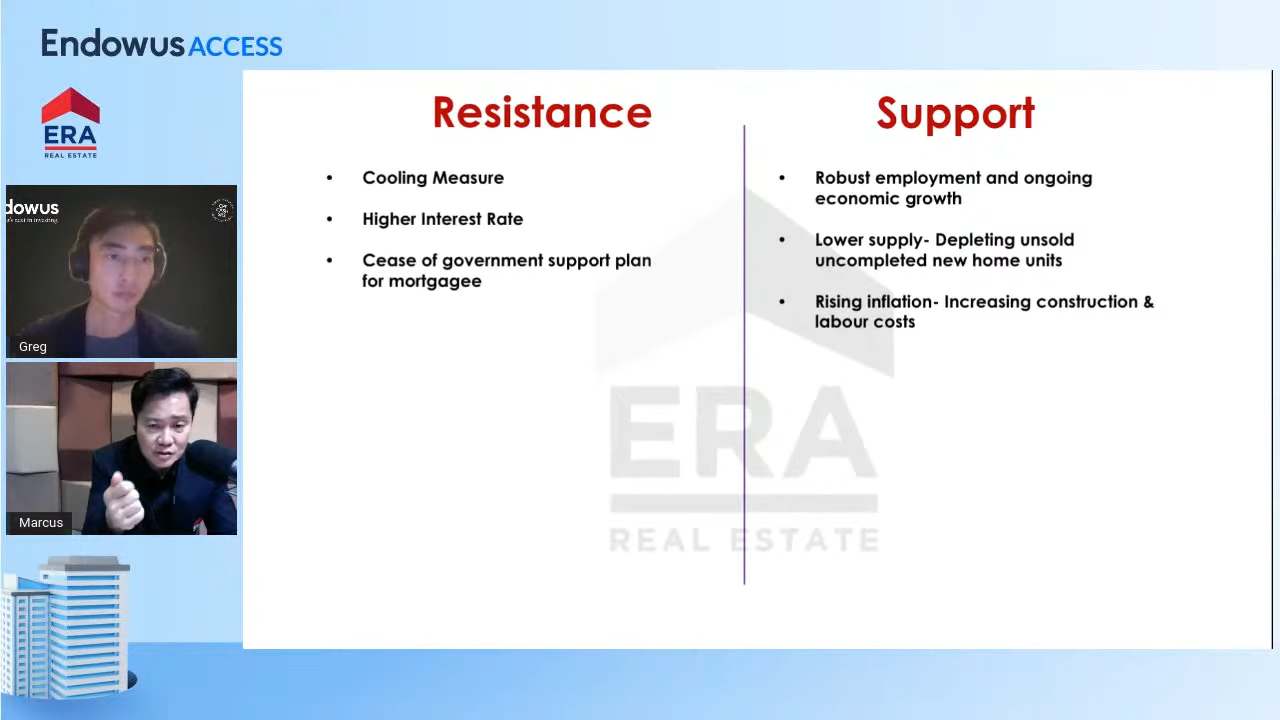 Endowus ACCESS
ERA
REAL ESTATE
dowus
Greg
Marcus
Resistance
• Cooling Measure
• Higher Interest Rate
• Cease of government support plan
for mortgagee
Support
• Robust employment and ongoing
economic growth
• Lower supply- Depleting unsold
uncompleted new home units
• Rising inflation- Increasing construction &
labour costs
ERA
REAL ESTATE